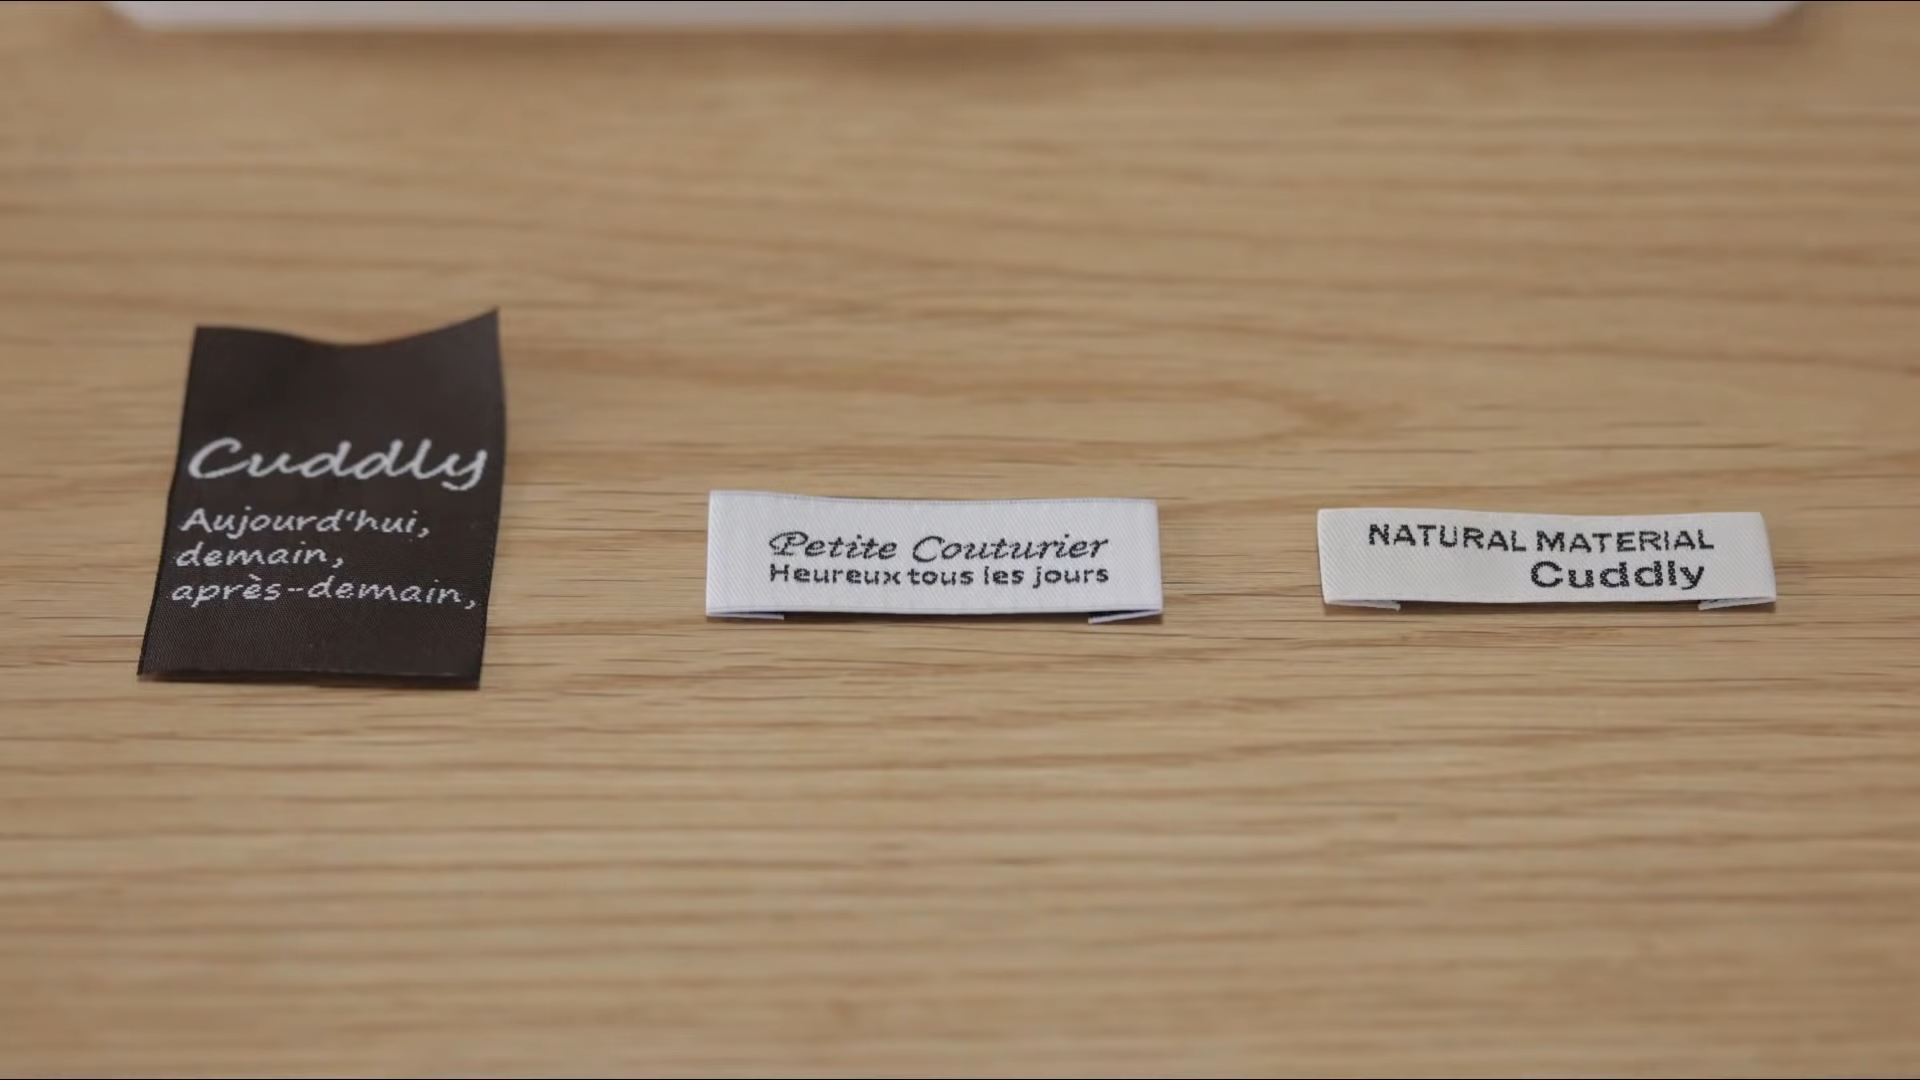 Cuddly
Aujourd'hui,
demain,
après-demain,
Petite Couturier
Heureux tous les jours
NATURAL MATERIAL
Cuddly